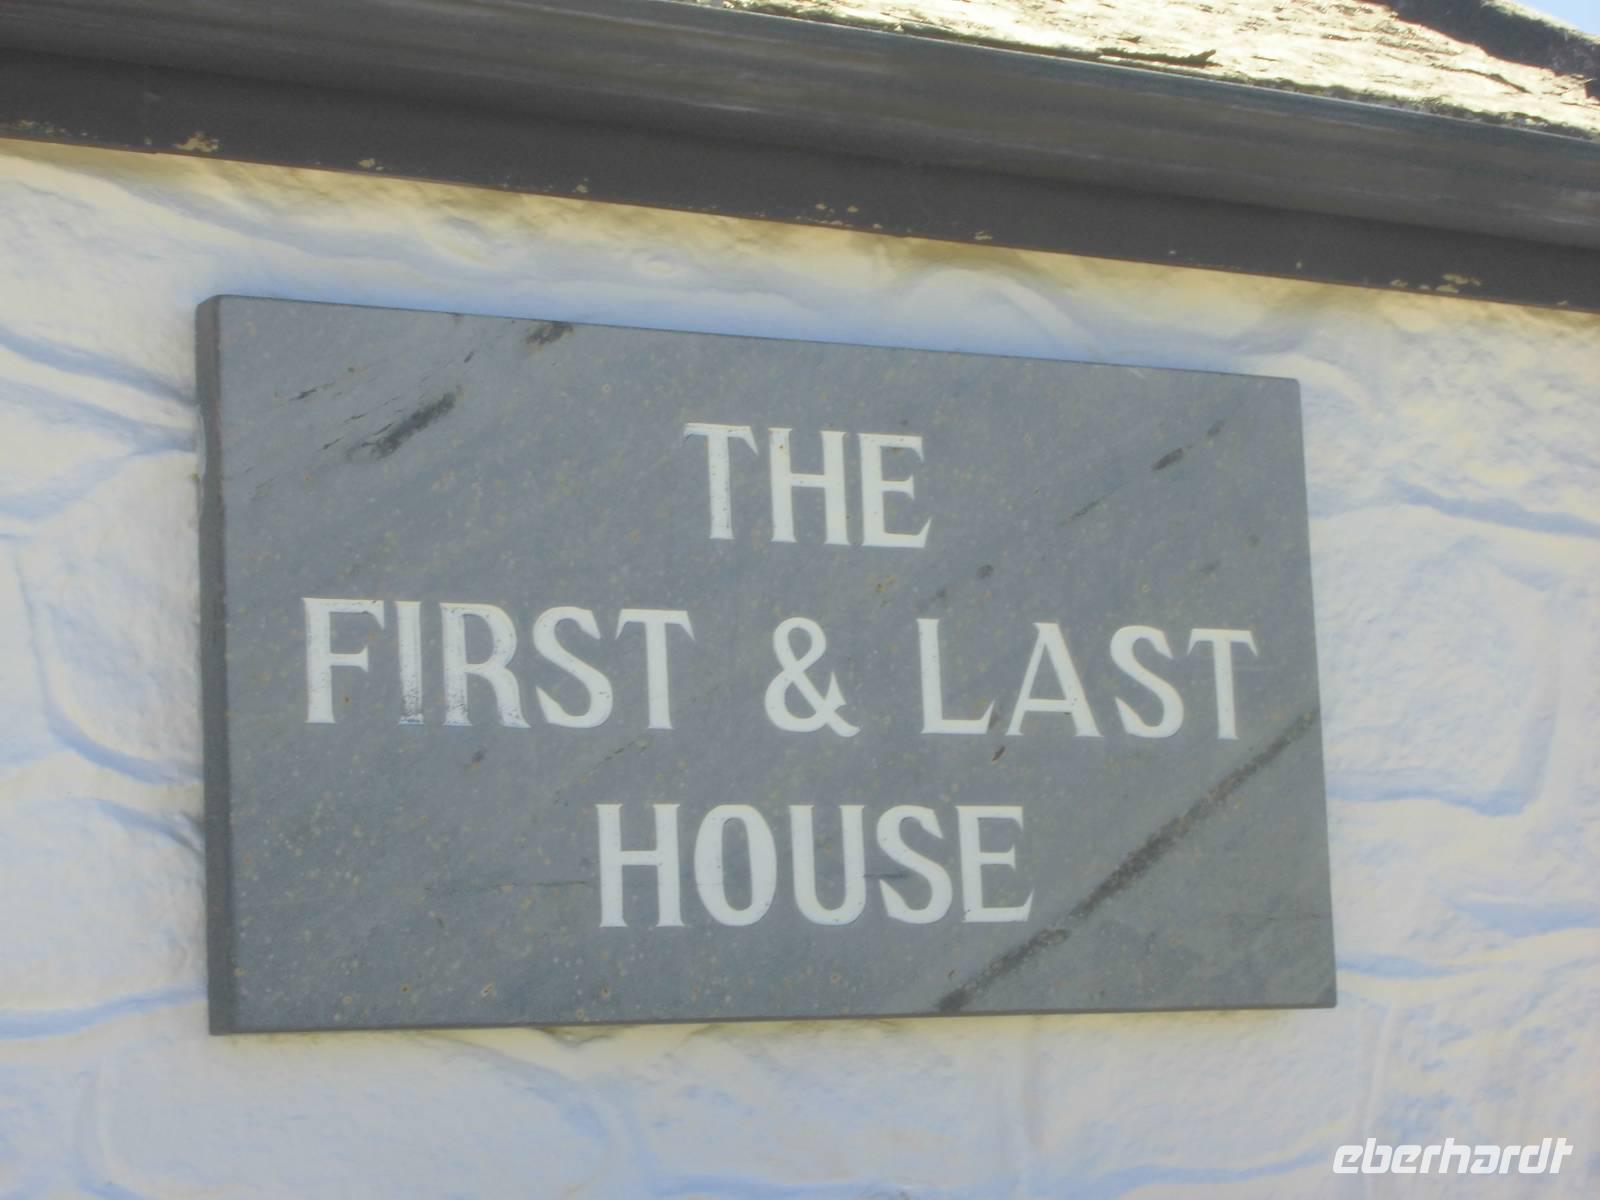 THE
FIRST & LAST
HOUSE
eberhardt